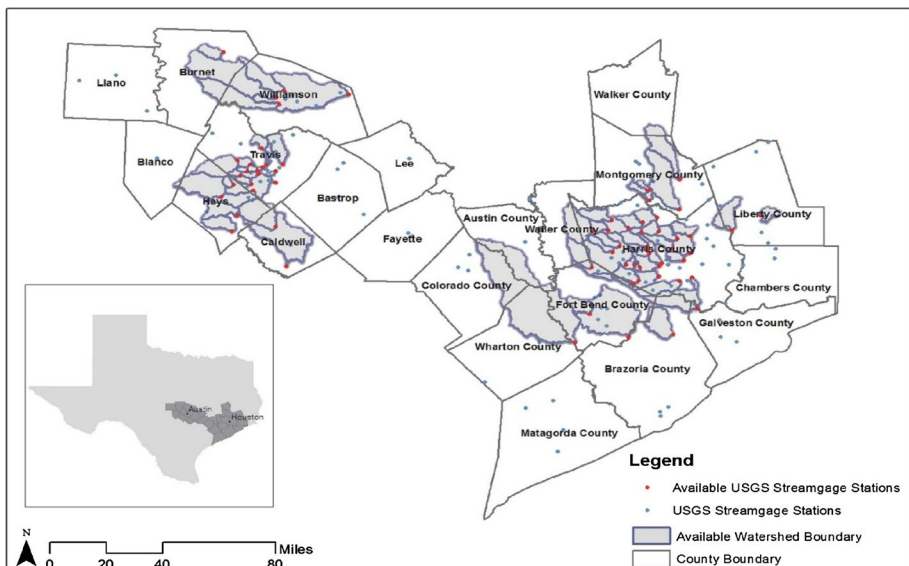 Walker County
Burnet
Llano
Williamson
Travis
Blanco
Lee
Montgomery County
Bastrop
Hays
Austin County
Waller County
Liberty County
Caldwell
Fayette
Harris County
Colorado County
Chambers County
Fort Bend County
Galveston County
Wharton County
Brazoria County
Matagorda County
Austin
Houston
Legend
Available USGS Streamgage Stations
USGS Streamgage Stations
Available Watershed Boundary
County Boundary
N
Miles
0 20 40 80